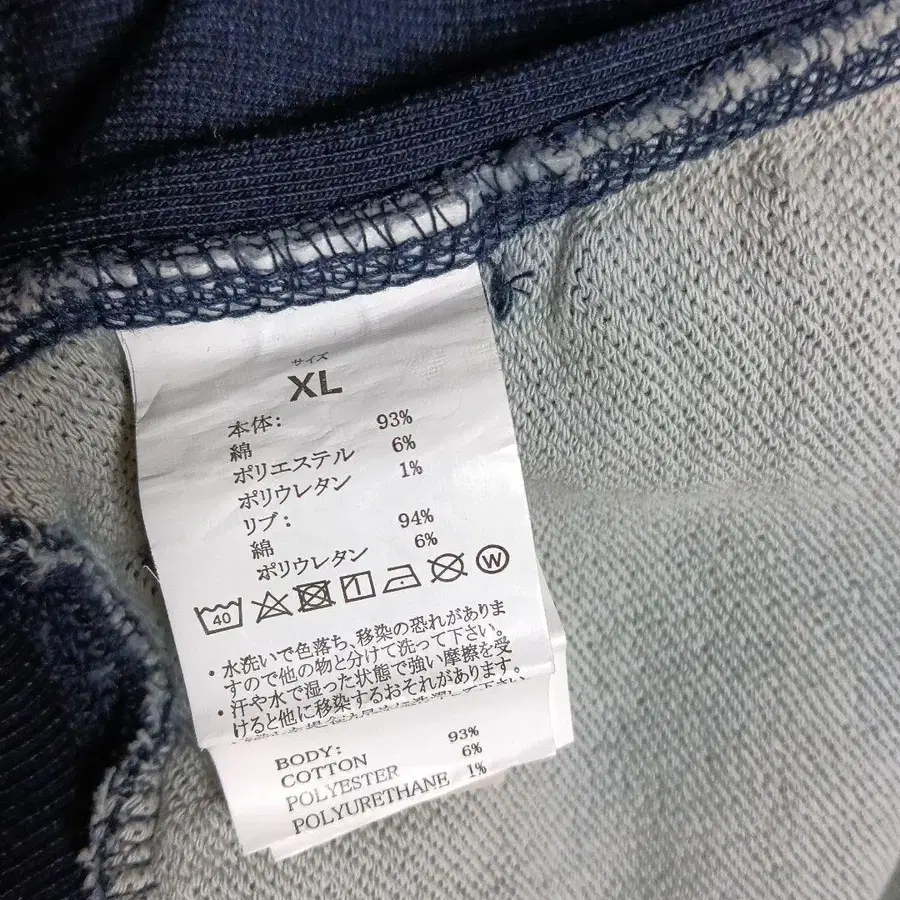 サイズ
XL
本体: 93%
綿 6%
ポリエステル 1%
ポリウレタン
リブ: 94%
綿 6%
ポリウレタン
40 W
・水洗いで色落ち、移染の恐れがありま
すので他の物と分けて洗って下さい。
・汗や水で湿った状態で強い摩擦を受
けると他に移染するおそれがあります。
BODY: 93%
COTTON 6%
POLYESTER 1%
POLYURETHANE